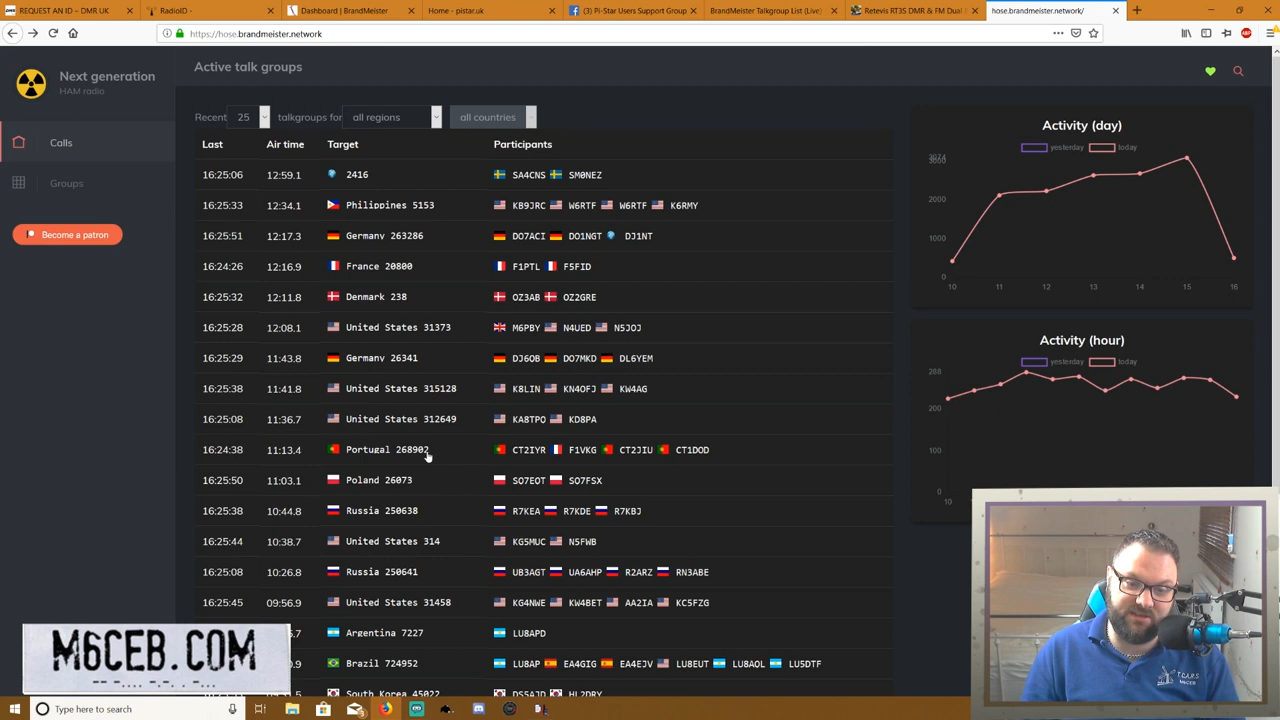 REQUEST AN ID – DMR UK
RadioID -
Dashboard | BrandMeister
Home - pistar.uk
(3) Pi-Star Users Support Group
BrandMeister Talkgroup List (Live)
Retevis RT3S DMR & FM Dual
hose.brandmeister.network/
https://hose.brandmeister.network
Next generation
HAM radio
Calls
Groups
Become a patron
Active talk groups
Recent 25 talkgroups for all regions all countries
Last Air time Target Participants
16:25:06 12:59.1 2416 SA4CNS SM0NEZ
16:25:33 12:34.1 Philippines 5153 KB9JRC W6RTF W6RTF K6RMY
16:25:51 12:17.3 Germany 263286 DO7ACI DO1NGT DJ1NT
16:24:26 12:16.9 France 20800 F1PTL F5FID
16:25:32 12:11.8 Denmark 238 OZ3AB OZ2GRE
16:25:28 12:08.1 United States 31373 M6PBY N4UED N5JOJ
16:25:29 11:43.8 Germany 26341 DJ6OB DO7MKD DL6YEM
16:25:38 11:41.8 United States 315128 K8LIN KN4OFJ KW4AG
16:25:08 11:36.7 United States 312649 KA8TPO KD8PA
16:24:38 11:13.4 Portugal 268902 CT2IYR F1VKG CT2JIU CT1DOD
16:25:50 11:03.1 Poland 26073 SO7EOT SO7FSX
16:25:38 10:44.8 Russia 250638 R7KEA R7KDE R7KBJ
16:25:44 10:38.7 United States 314 KG5MUC N5FWB
16:25:08 10:26.8 Russia 250641 UB3AGT UA6AHP R2ARZ RN3ABE
16:25:45 09:56.9 United States 31458 KG4NWE KW4BET AA2IA KC5FZG
Argentina 7227 LU8APD
Brazil 724952 LU8AP EA4GIG EA4EJV LU8EUT LU8AOL LU5DTF
South Korea 45022 DS5AJD HL2DRY
Activity (day)
yesterday today
2000
1000
0
10 11 12 13 14 15 16
Activity (hour)
yesterday today
288
200
100
0
10
M6CEB.COM
T.C.A.R.S
M6CEB
Type here to search